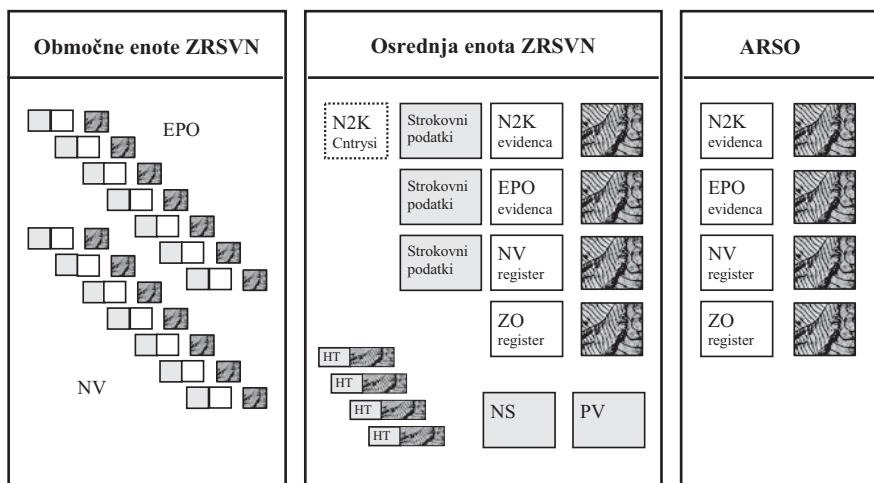 Območne enote ZRSVN
EPO
NV
Osrednja enota ZRSVN
N2K
Cntrysi
Strokovni
podatki
N2K
evidenca
Strokovni
podatki
EPO
evidenca
Strokovni
podatki
NV
register
ZO
register
HT
HT
HT
HT
NS
PV
ARSO
N2K
evidenca
EPO
evidenca
NV
register
ZO
register